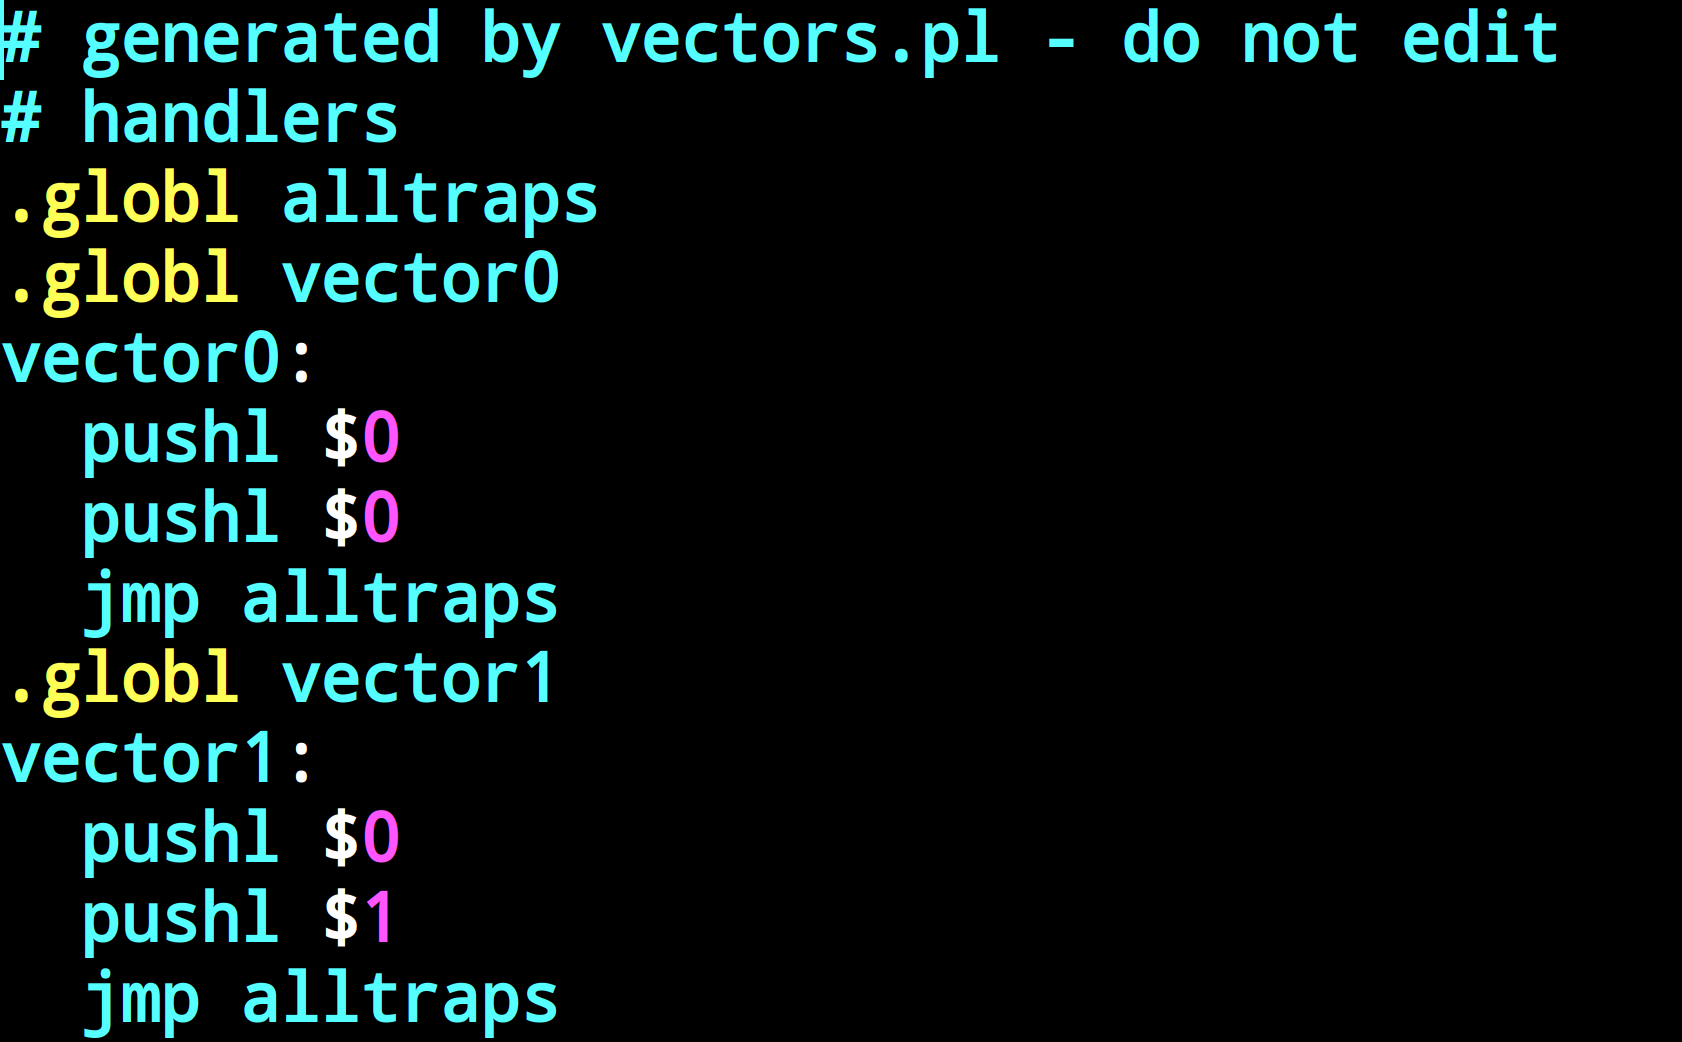 # generated by vectors.pl - do not edit
# handlers
.globl alltraps
.globl vector0
vector0:
  pushl $0
  pushl $0
  jmp alltraps
.globl vector1
vector1:
  pushl $0
  pushl $1
  jmp alltraps